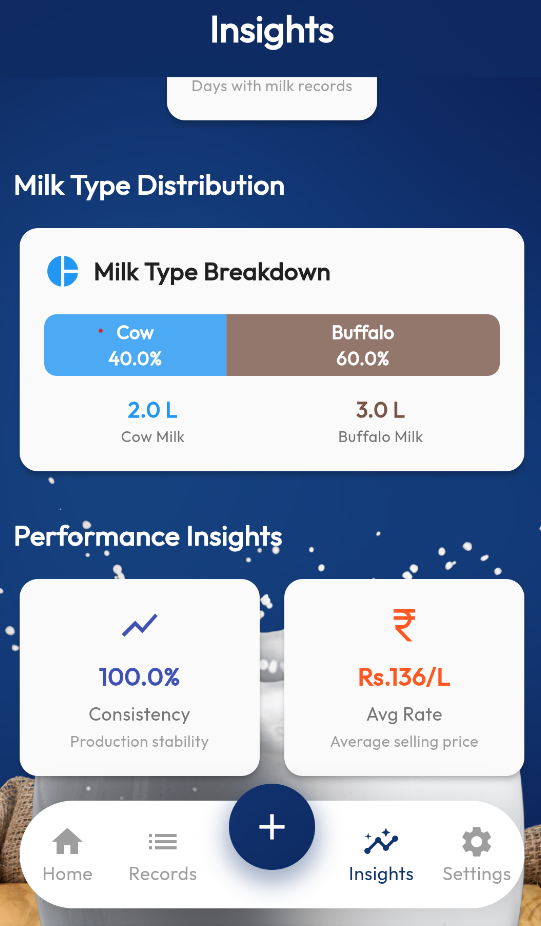 Insights
Days with milk records
Milk Type Distribution
Milk Type Breakdown
Cow
40.0%
Buffalo
60.0%
2.0 L
Cow Milk
3.0 L
Buffalo Milk
Performance Insights
100.0%
Consistency
Production stability
₹
Rs.136/L
Avg Rate
Average selling price
Home
Records
Insights
Settings